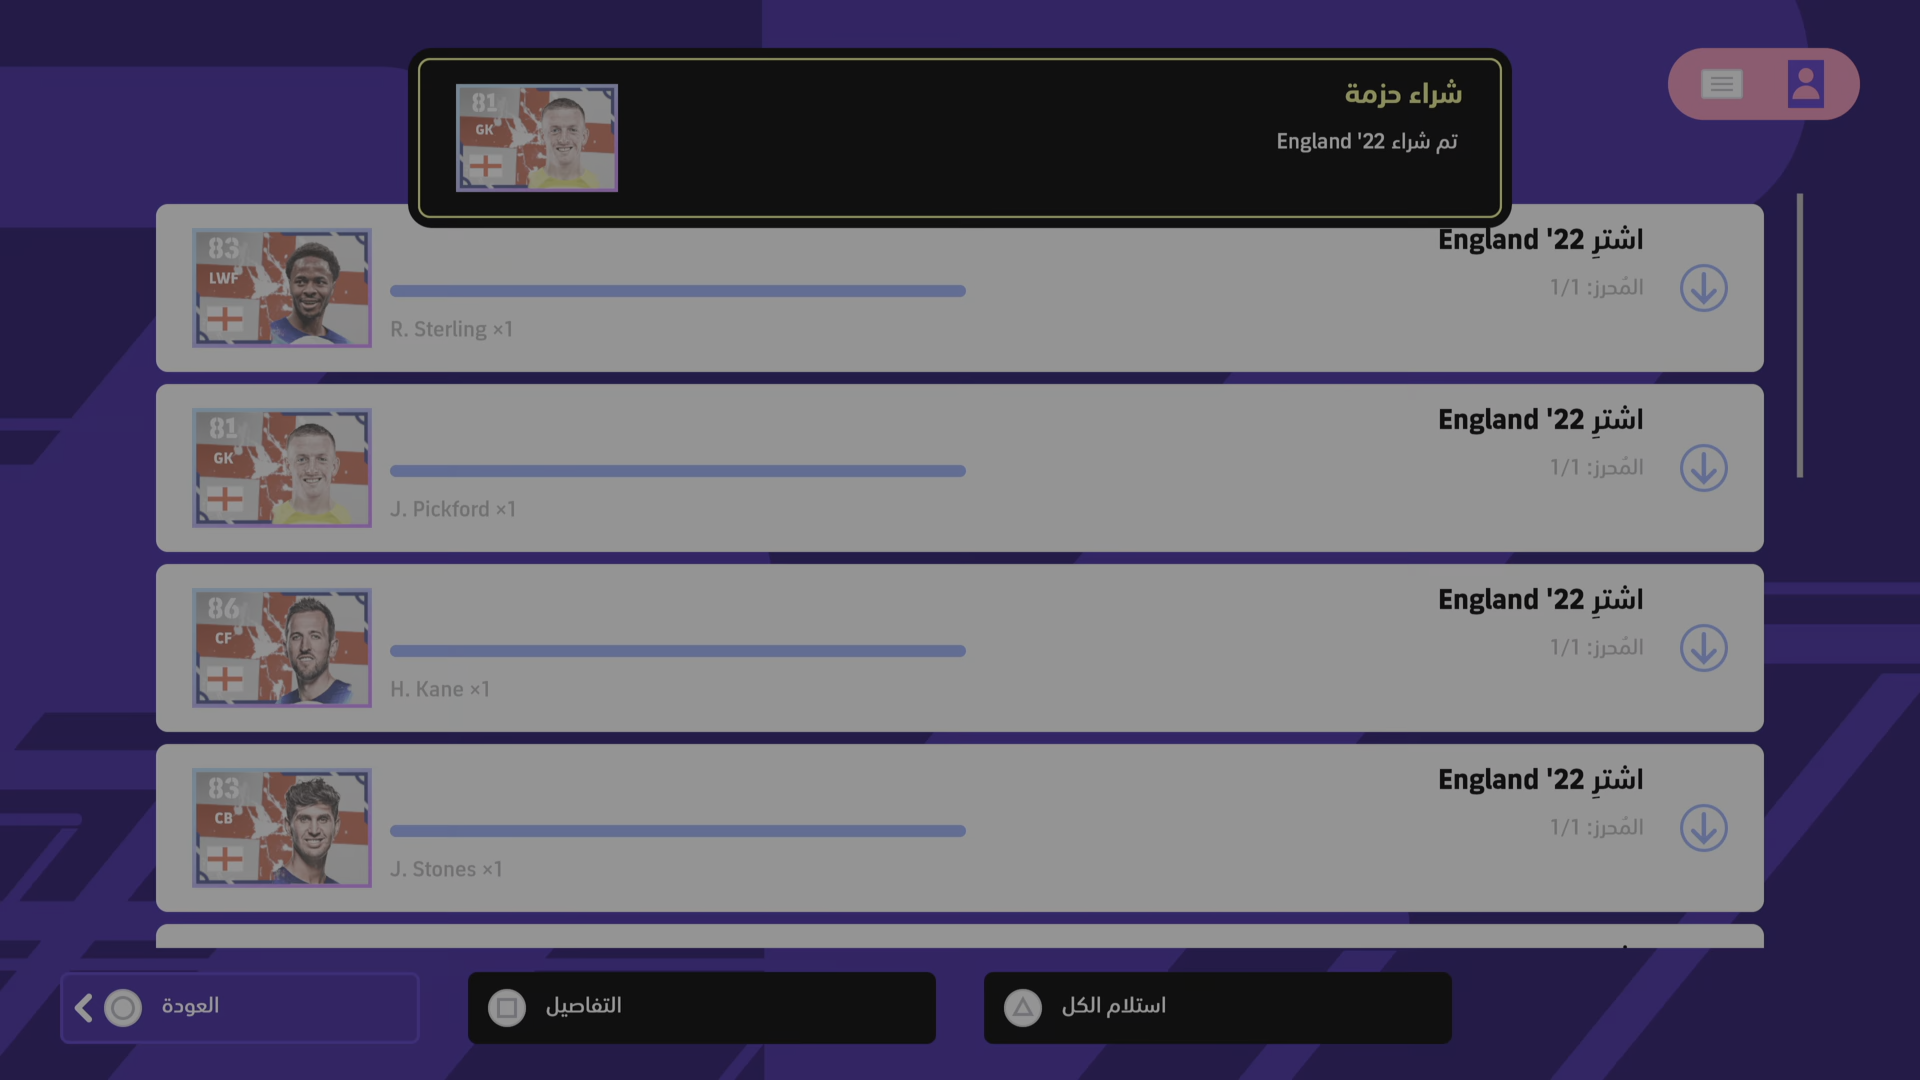 شراء حزمة
تم شراء England '22
81
GK
اشترِ England '22
المُحرز: 1/1
83
LWF
R. Sterling ×1
اشترِ England '22
المُحرز: 1/1
81
GK
J. Pickford ×1
اشترِ England '22
المُحرز: 1/1
86
CF
H. Kane ×1
اشترِ England '22
المُحرز: 1/1
83
CB
J. Stones ×1
العودة
التفاصيل
استلام الكل